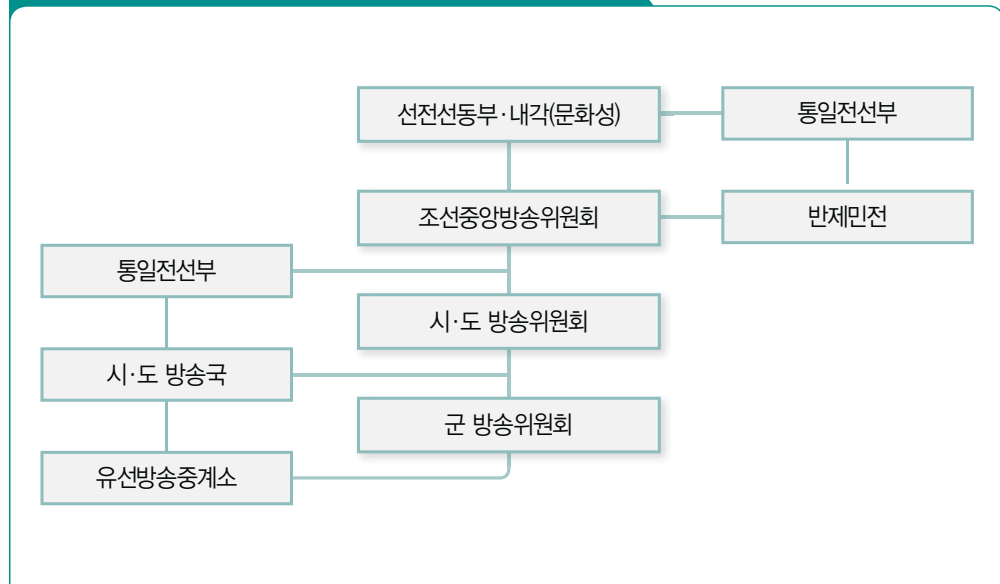 선전선동부·내각(문화성)
통일전선부
조선중앙방송위원회
반제민전
통일전선부
시·도 방송위원회
시·도 방송국
군 방송위원회
유선방송중계소